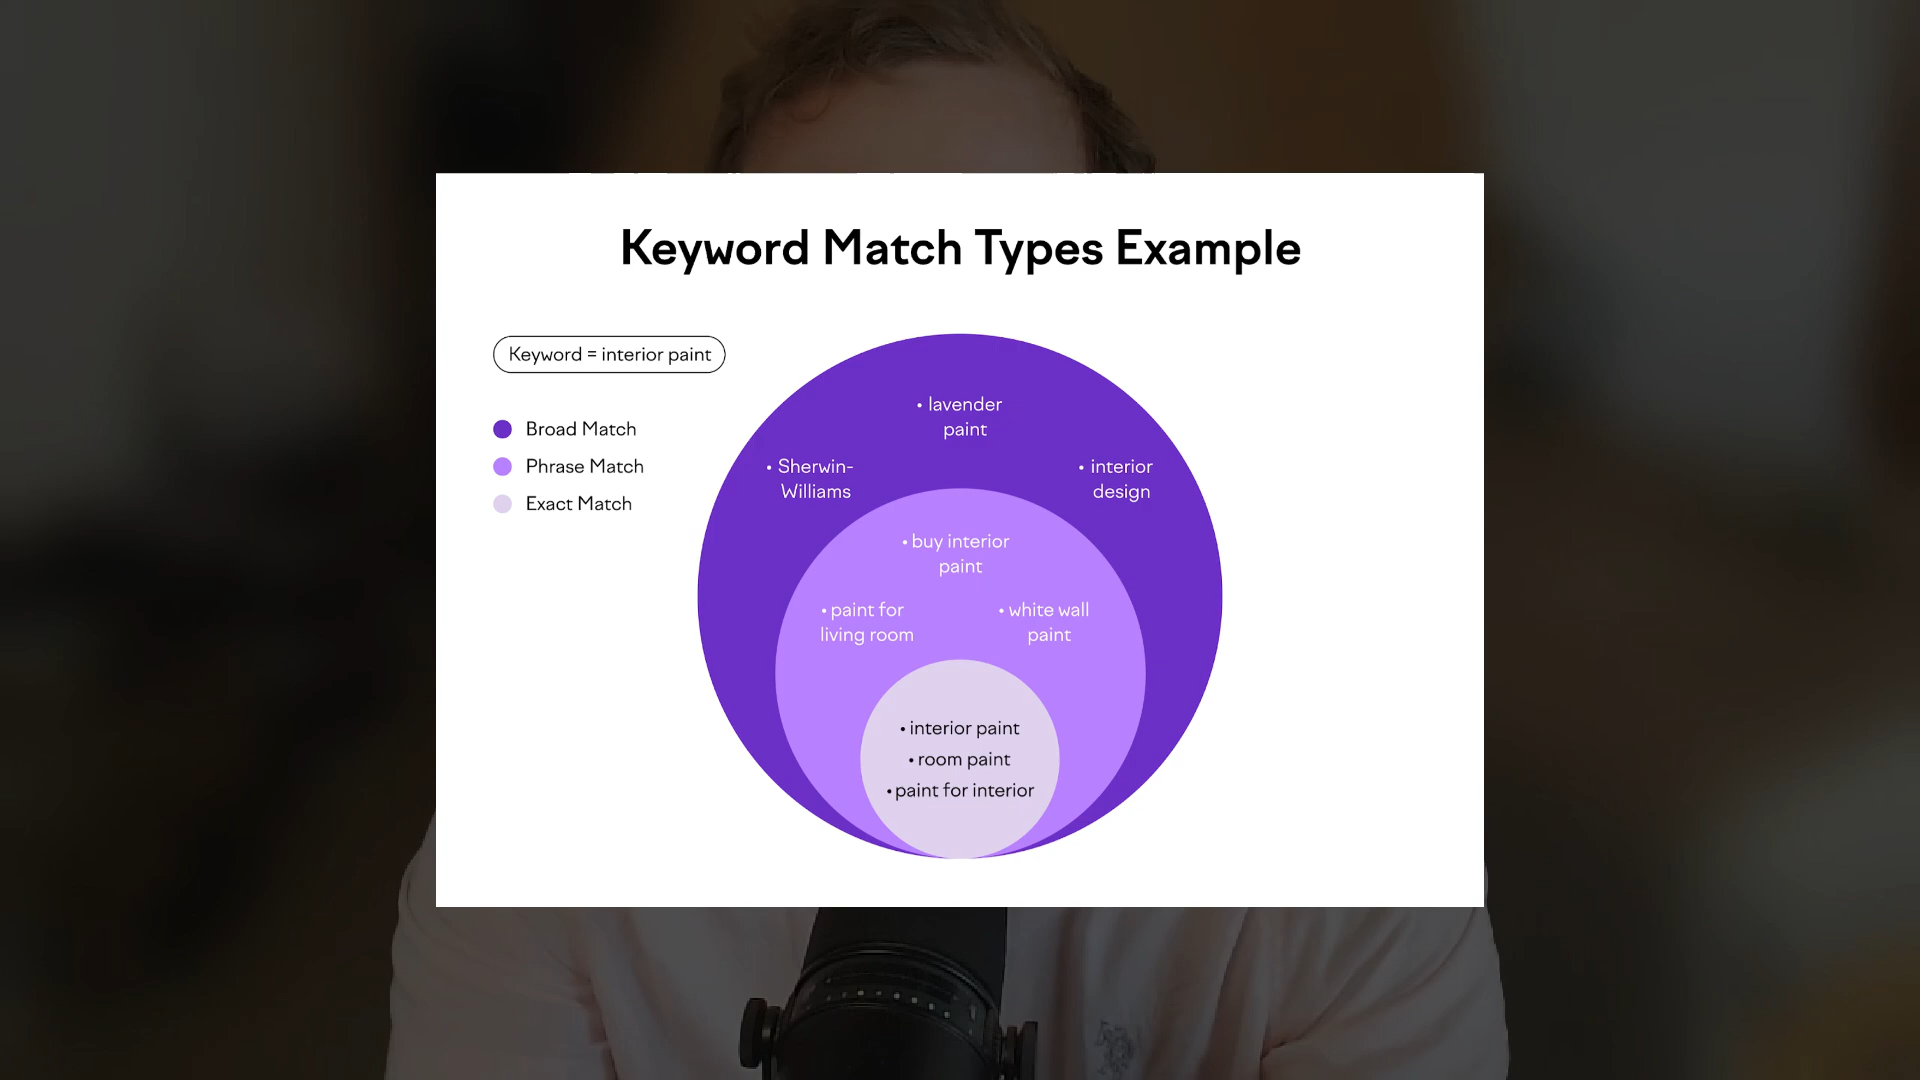 Keyword Match Types Example
Keyword = interior paint
Broad Match
Phrase Match
Exact Match
• lavender
paint
• Sherwin-
Williams
• interior
design
• buy interior
paint
• paint for
living room
• white wall
paint
• interior paint
• room paint
• paint for interior